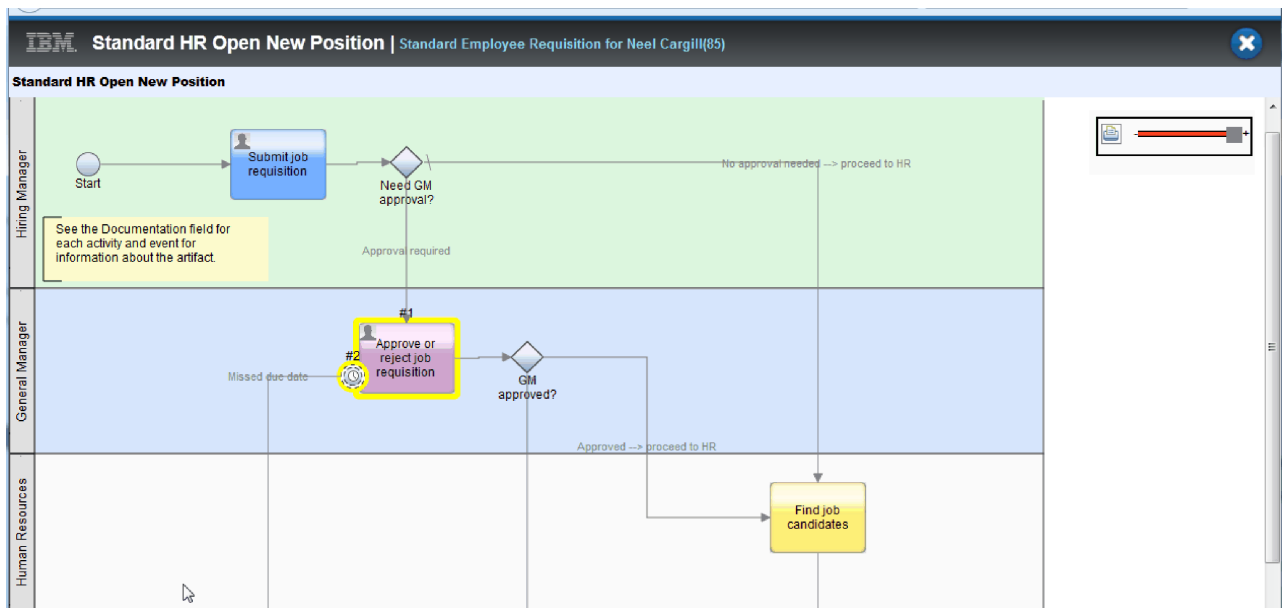 IBM. Standard HR Open New Position | Standard Employee Requisition for Neel Cargill(85)
Standard HR Open New Position
- +
Hiring Manager
Start
Submit job
requisition
Need GM
approval?
No approval needed --> proceed to HR
See the Documentation field for
each activity and event for
information about the artifact.
Approval required
General Manager
#1
Approve or
reject job
requisition
#2
Missed due date
GM
approved?
Approved --> proceed to HR
Human Resources
Find job
candidates